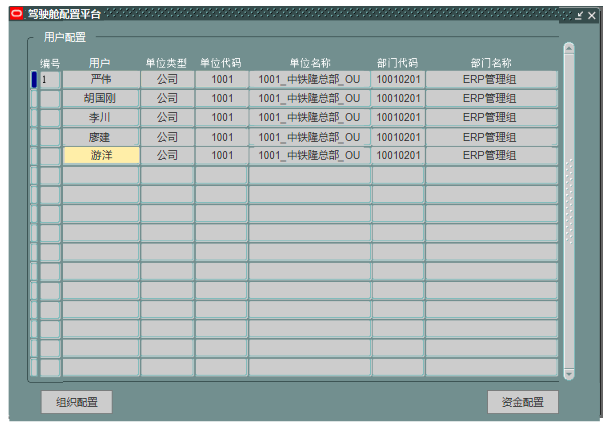 驾驶舱配置平台
用户配置
编号 用户 单位类型 单位代码 单位名称 部门代码 部门名称
1 严伟 公司 1001 1001_中铁隆总部_OU 10010201 ERP管理组
胡国刚 公司 1001 1001_中铁隆总部_OU 10010201 ERP管理组
李川 公司 1001 1001_中铁隆总部_OU 10010201 ERP管理组
廖建 公司 1001 1001_中铁隆总部_OU 10010201 ERP管理组
游洋 公司 1001 1001_中铁隆总部_OU 10010201 ERP管理组
组织配置 资金配置